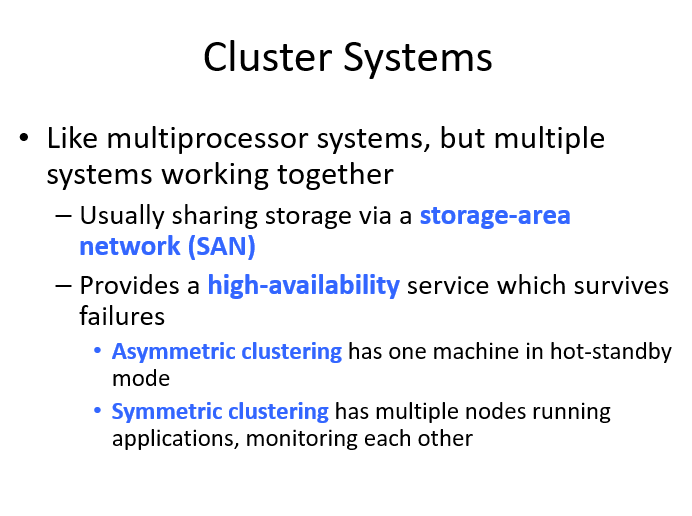 Cluster Systems
• Like multiprocessor systems, but multiple
systems working together
– Usually sharing storage via a storage-area
network (SAN)
– Provides a high-availability service which survives
failures
• Asymmetric clustering has one machine in hot-standby
mode
• Symmetric clustering has multiple nodes running
applications, monitoring each other